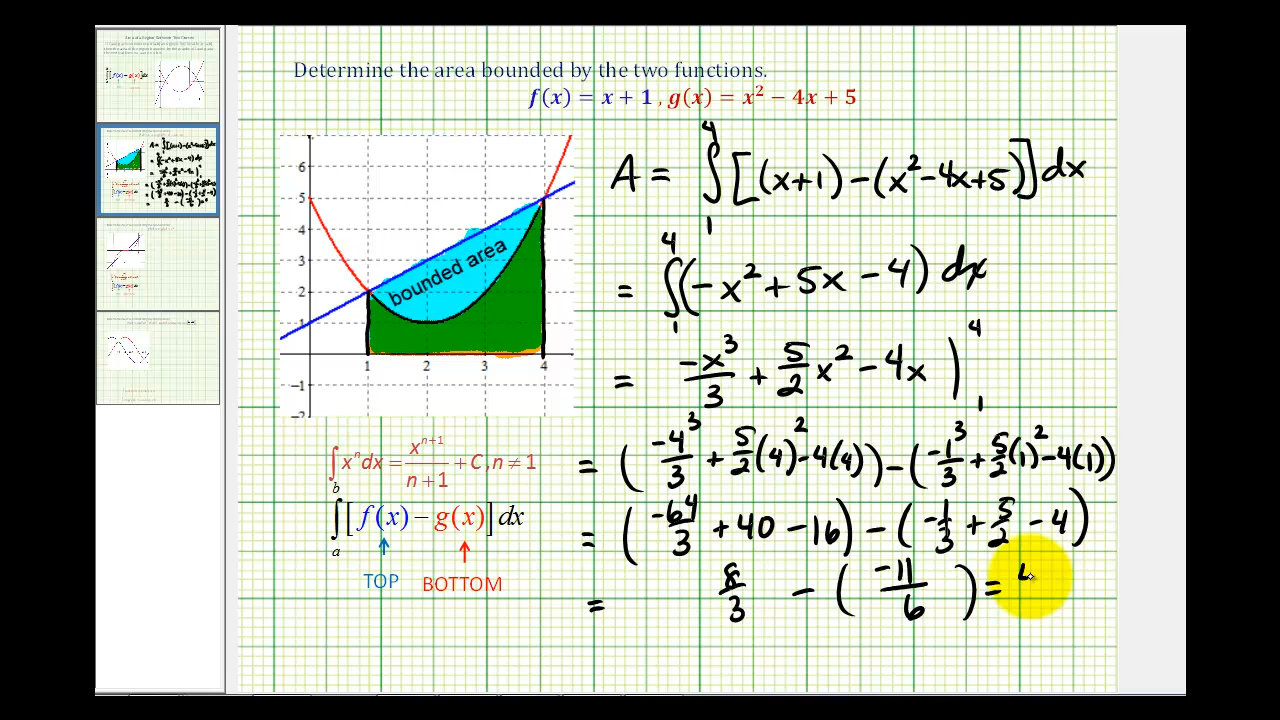 Determine the area bounded by the two functions.
f(x) = x + 1 , g(x) = x² − 4x + 5
A = ∫₁⁴ [(x+1) − (x² − 4x + 5)] dx
= ∫₁⁴ (−x² + 5x − 4) dx
= −x³/3 + 5/2 x² − 4x )₁⁴
= (−4³/3 + 5/2 (4)² − 4(4)) − (−1³/3 + 5/2 (1)² − 4(1))
= (−64/3 + 40 − 16) − (−1/3 + 5/2 − 4)
= 8/3 − (−11/6) =
6
4
3
2
1
−1
−2
1 2 3 4
bounded area
∫ xⁿ dx = xⁿ⁺¹/(n+1) + C, n ≠ 1
∫ₐᵇ [f(x) − g(x)] dx
TOP BOTTOM